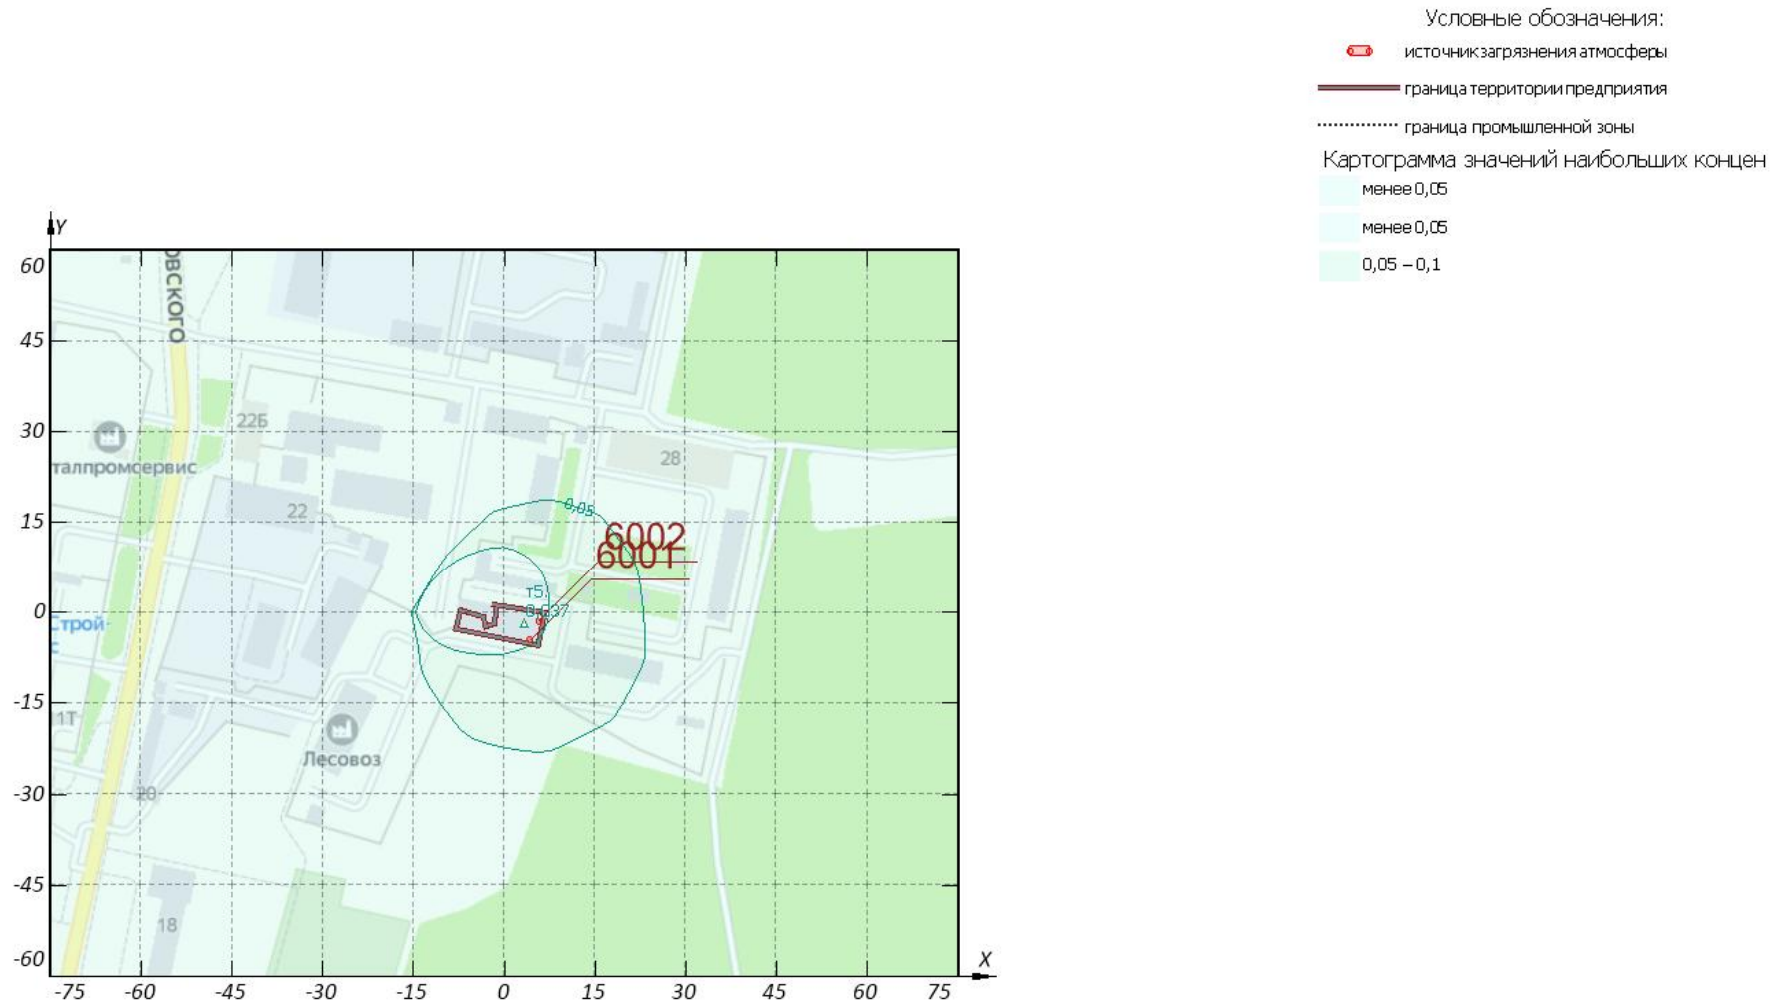 Условные обозначения:
источник загрязнения атмосферы
граница территории предприятия
граница промышленной зоны
Картограмма значений наибольших концен
менее 0,05
менее 0,05
0,05 – 0,1
Y
60
45
30
15
0
-15
-30
-45
-60
ОВСКОГО
22Б
талпромсервис
28
22
0,05
6002
6001
т5.
Строй-
С
11Т
Лесовоз
20
18
X
-75 -60 -45 -30 -15 0 15 30 45 60 75